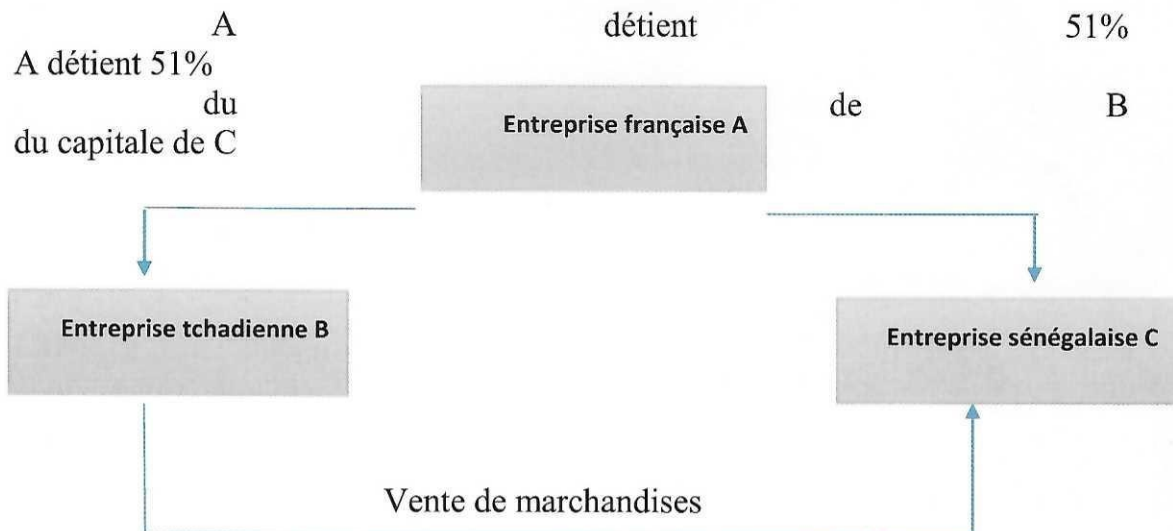 A détient 51%
A détient 51%
du de B
du capitale de C
Entreprise française A
Entreprise tchadienne B
Entreprise sénégalaise C
Vente de marchandises